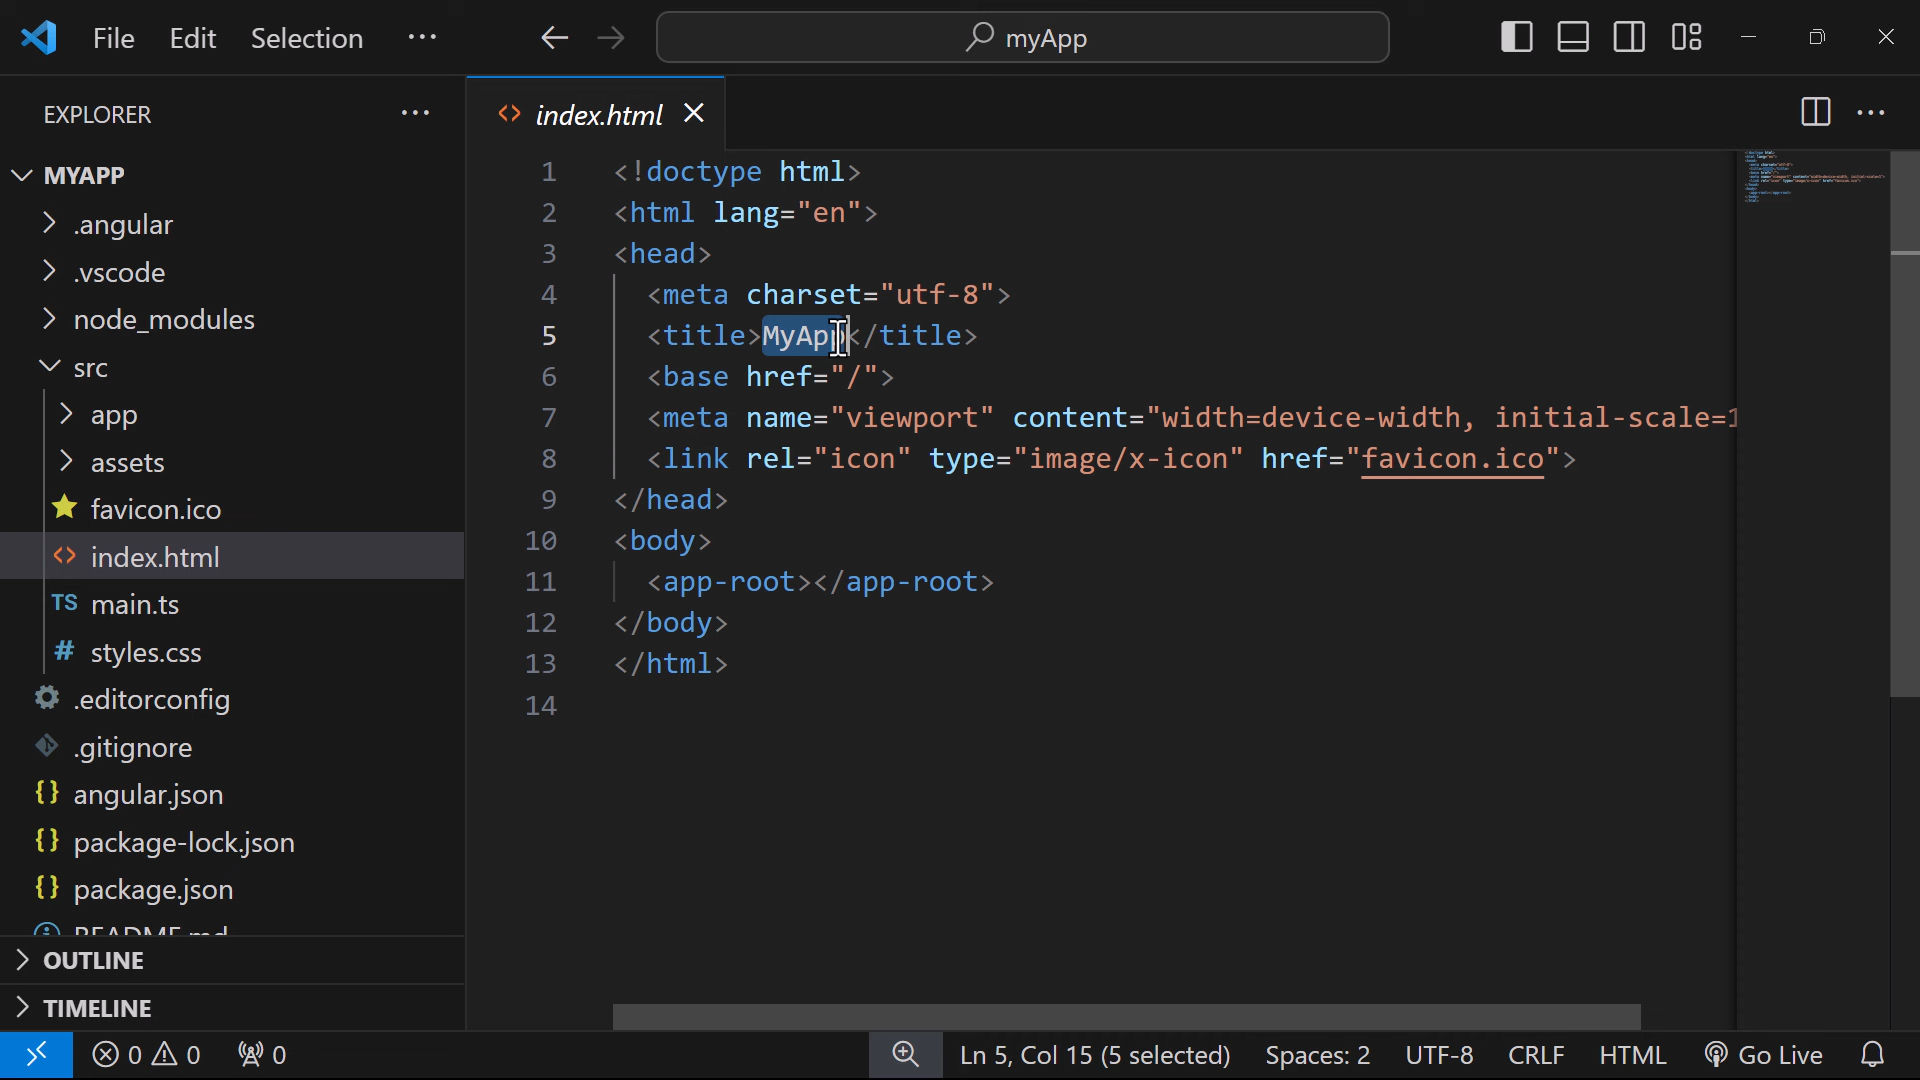 File Edit Selection ··· myApp
EXPLORER ···
index.html
MYAPP
.angular
.vscode
node_modules
src
app
assets
favicon.ico
index.html
TS main.ts
# styles.css
.editorconfig
.gitignore
{} angular.json
{} package-lock.json
{} package.json
README.md
OUTLINE
TIMELINE
1 <!doctype html>
2 <html lang="en">
3 <head>
4 <meta charset="utf-8">
5 <title>MyApp</title>
6 <base href="/">
7 <meta name="viewport" content="width=device-width, initial-scale=1
8 <link rel="icon" type="image/x-icon" href="favicon.ico">
9 </head>
10 <body>
11 <app-root></app-root>
12 </body>
13 </html>
14
0 0 0 Ln 5, Col 15 (5 selected) Spaces: 2 UTF-8 CRLF HTML Go Live